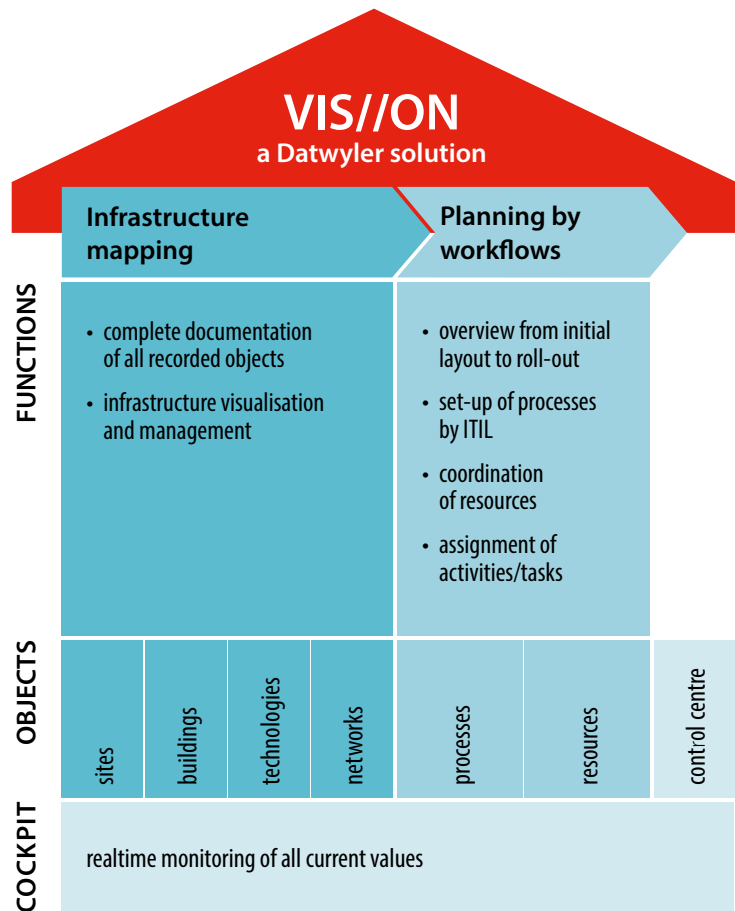 VIS//ON
a Datwyler solution
Infrastructure
mapping
Planning by
workflows
FUNCTIONS
• complete documentation
of all recorded objects
• infrastructure visualisation
and management
• overview from initial
layout to roll-out
• set-up of processes
by ITIL
• coordination
of resources
• assignment of
activities/tasks
OBJECTS
sites
buildings
technologies
networks
processes
resources
control centre
COCKPIT
realtime monitoring of all current values